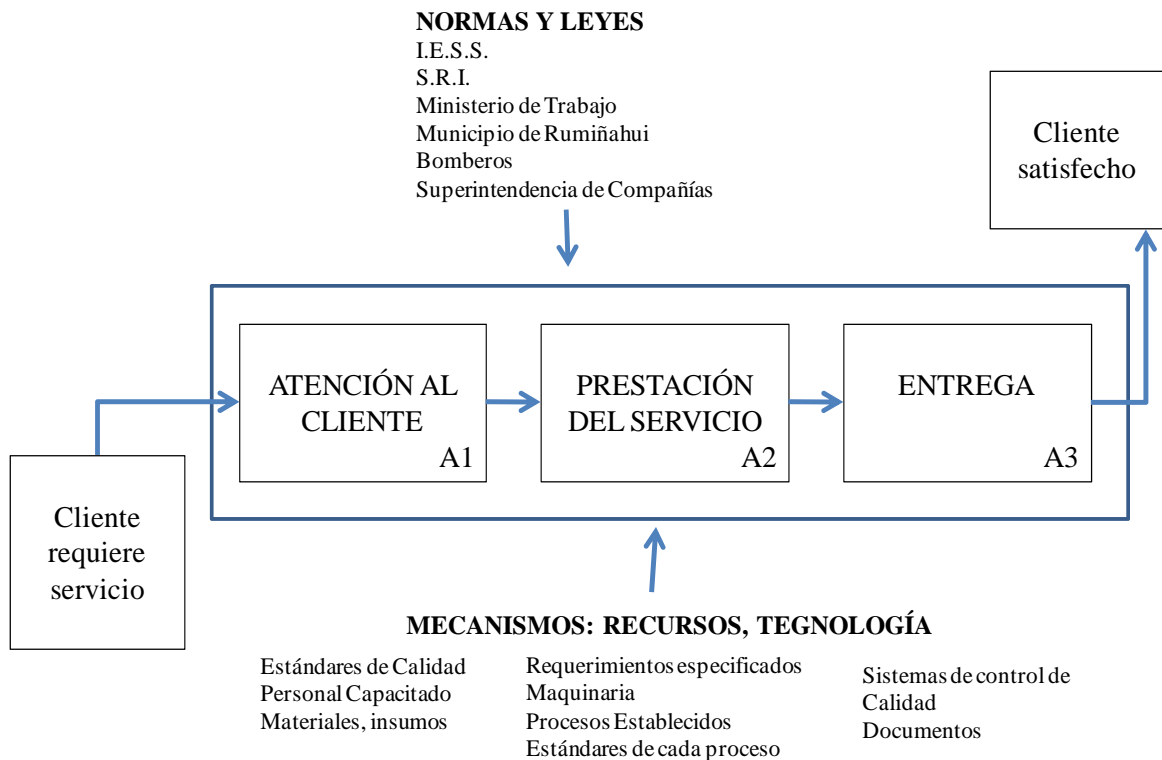 NORMAS Y LEYES
I.E.S.S.
S.R.I.
Ministerio de Trabajo
Municipio de Rumiñahui
Bomberos
Superintendencia de Compañías
Cliente
satisfecho
ATENCIÓN AL
CLIENTE
A1
PRESTACIÓN
DEL SERVICIO
A2
ENTREGA
A3
Cliente
requiere
servicio
MECANISMOS: RECURSOS, TEGNOLOGÍA
Estándares de Calidad
Personal Capacitado
Materiales, insumos
Requerimientos especificados
Maquinaria
Procesos Establecidos
Estándares de cada proceso
Sistemas de control de
Calidad
Documentos